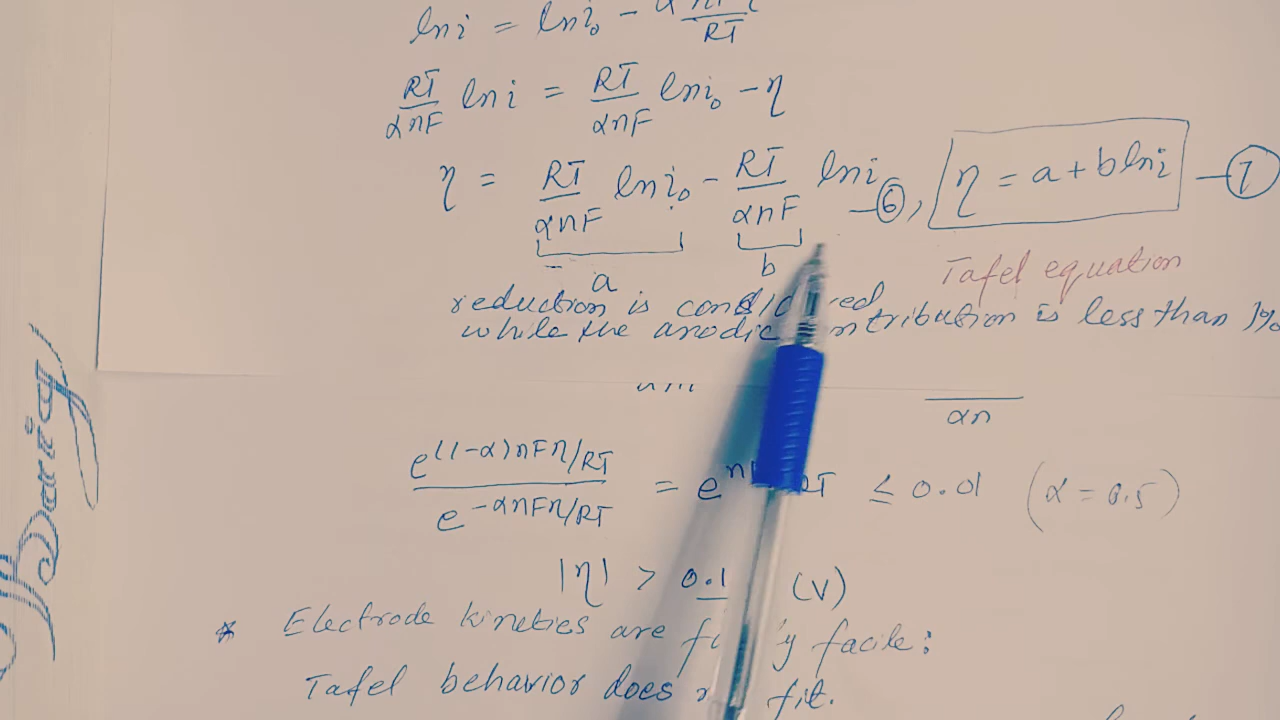 ln i = ln i₀ - α nF / RT
RT/αnF ln i = RT/αnF ln i₀ - η
η = RT/αnF ln i₀ - RT/αnF ln i - ⑥, η = a + b ln i - ⑦
a b
Tafel equation
reduction is
while the anodic contribution is less than 1%
αn
e^((1-α)nFη/RT) / e^(-αnFη/RT) = e^n RT ≤ 0.01 (α = 0.5)
|η| > 0.1 (V)
* Electrode kinetics are facile:
Tafel behavior does fit.